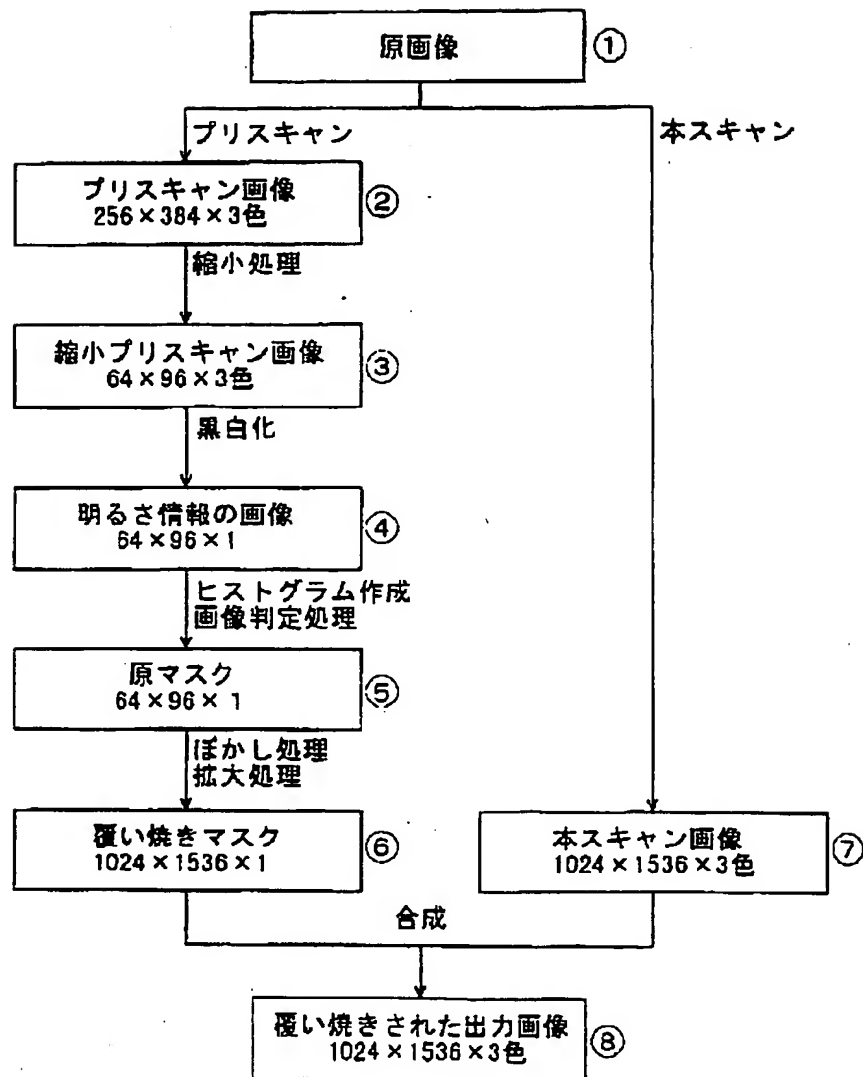 原画像
①
プリスキャン
本スキャン
プリスキャン画像
256×384×3色
②
縮小処理
縮小プリスキャン画像
64×96×3色
③
黒白化
明るさ情報の画像
64×96×1
④
ヒストグラム作成
画像判定処理
原マスク
64×96×1
⑤
ぼかし処理
拡大処理
覆い焼きマスク
1024×1536×1
⑥
本スキャン画像
1024×1536×3色
⑦
合成
覆い焼きされた出力画像
1024×1536×3色
⑧